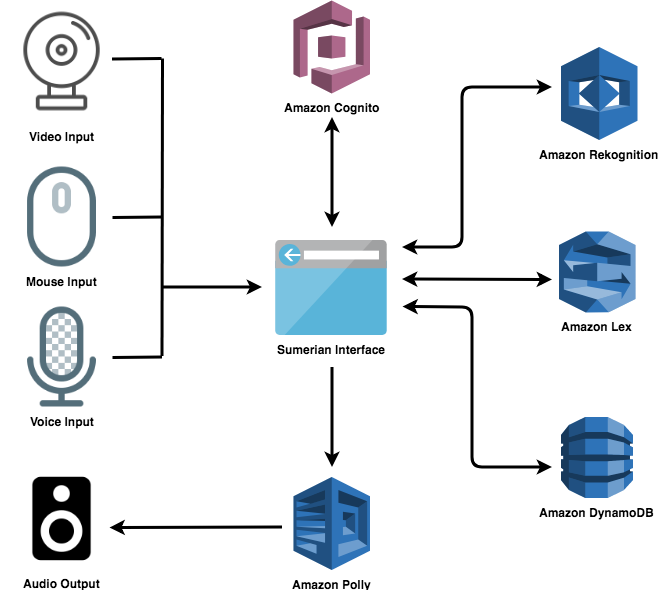 Video Input
Amazon Cognito
Amazon Rekognition
Mouse Input
Sumerian Interface
Amazon Lex
Voice Input
Amazon DynamoDB
Audio Output
Amazon Polly